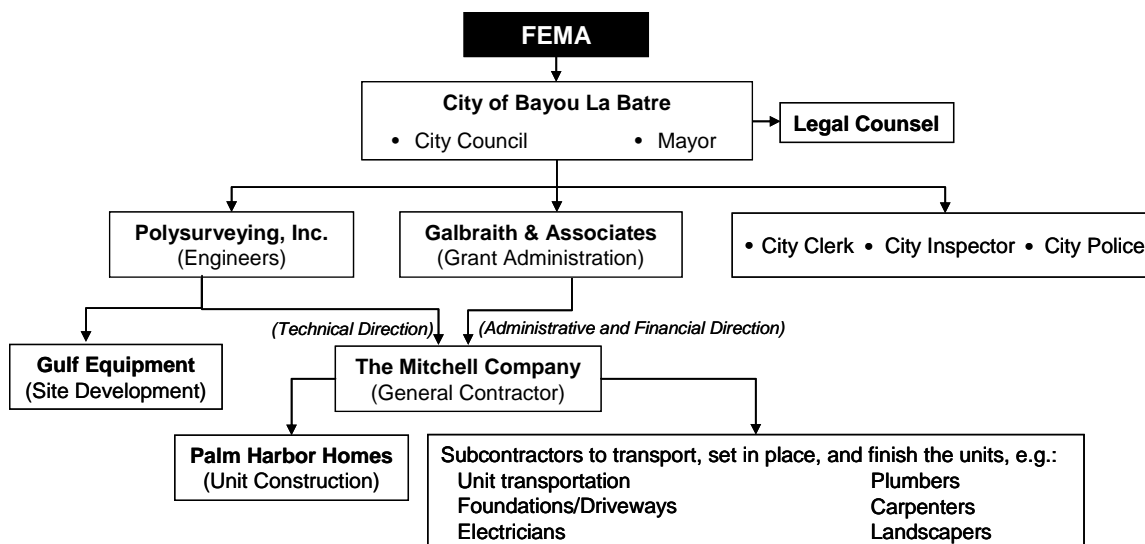 FEMA
City of Bayou La Batre
• City Council • Mayor
Legal Counsel
Polysurveying, Inc.
(Engineers)
Galbraith & Associates
(Grant Administration)
• City Clerk • City Inspector • City Police
(Technical Direction)
(Administrative and Financial Direction)
Gulf Equipment
(Site Development)
The Mitchell Company
(General Contractor)
Palm Harbor Homes
(Unit Construction)
Subcontractors to transport, set in place, and finish the units, e.g.:
Unit transportation Plumbers
Foundations/Driveways Carpenters
Electricians Landscapers